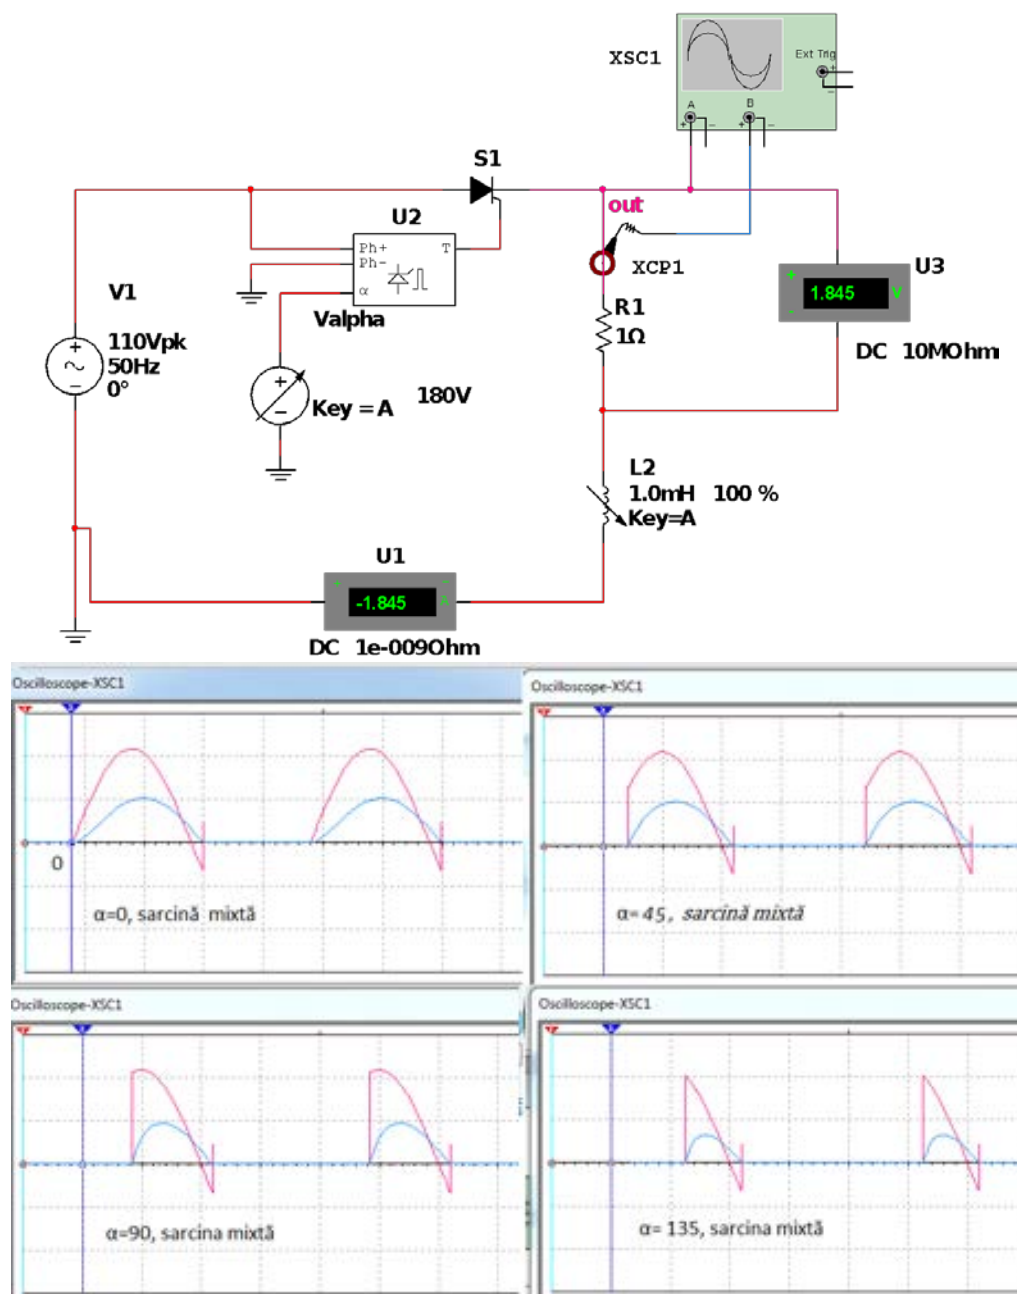 XSC1
Ext Trig
+
−
A
B
+ −
+ −
S1
out
U2
Ph+
Ph−
α
T
XCP1
U3
+
1.845 V
-
V1
Valpha
R1
1Ω
110Vpk
50Hz
0°
DC 10MOhm
+
−
180V
Key = A
L2
1.0mH 100 %
Key=A
U1
+ −
-1.845 A
DC 1e-009Ohm
Oscilloscope-XSC1
Oscilloscope-XSC1
0
α=0, sarcină mixtă
α= 45, sarcină mixtă
Oscilloscope-XSC1
Oscilloscope-XSC1
α=90, sarcina mixtă
α= 135, sarcina mixtă